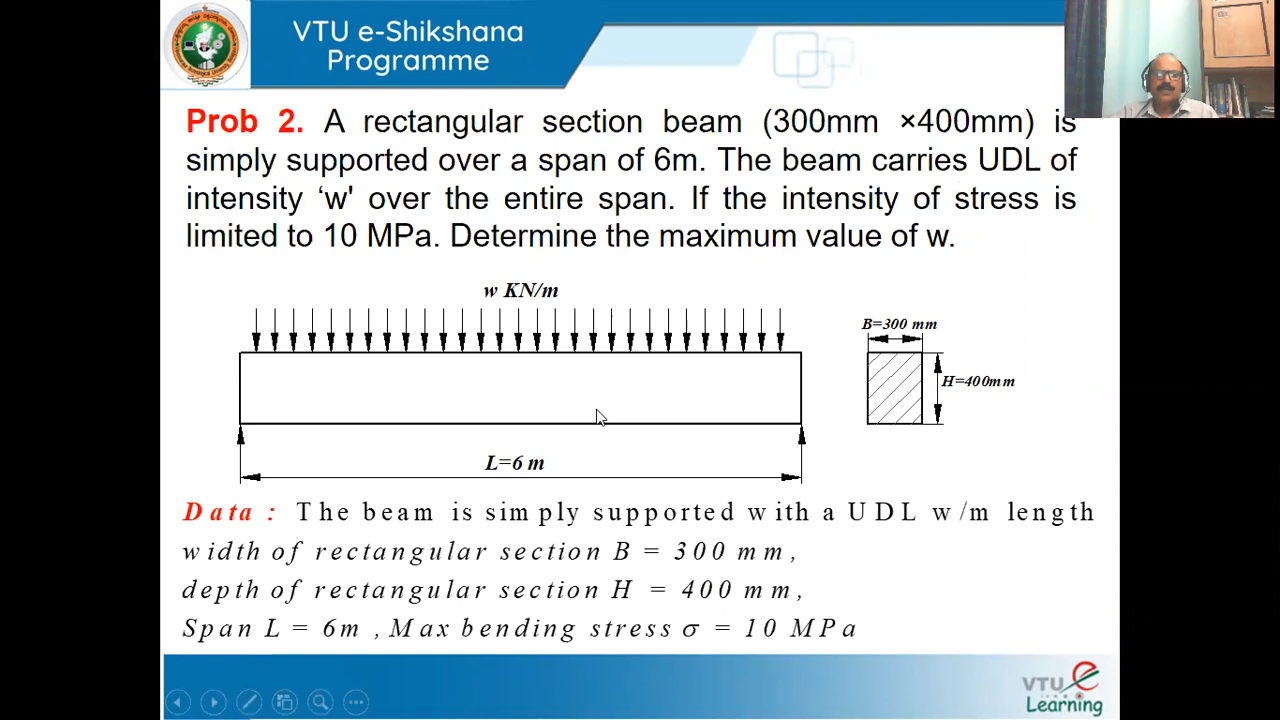 VTU e-Shikshana
Programme
Prob 2. A rectangular section beam (300mm ×400mm) is
simply supported over a span of 6m. The beam carries UDL of
intensity ‘w' over the entire span. If the intensity of stress is
limited to 10 MPa. Determine the maximum value of w.
w KN/m
B=300 mm
H=400mm
L=6 m
Data : The beam is simply supported with a UDL w/m length
width of rectangular section B = 300 mm,
depth of rectangular section H = 400 mm,
Span L = 6m , Max bending stress σ = 10 MPa
VTU e
Learning